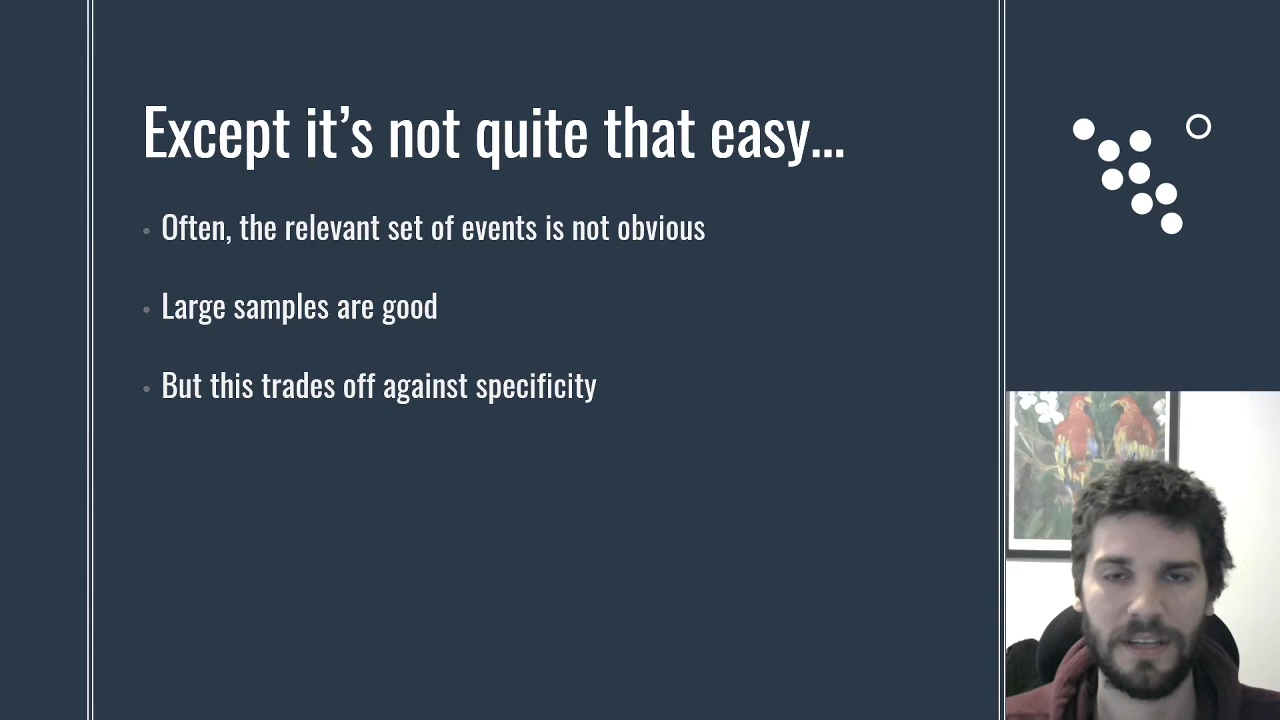 Except it’s not quite that easy...
Often, the relevant set of events is not obvious
Large samples are good
But this trades off against specificity